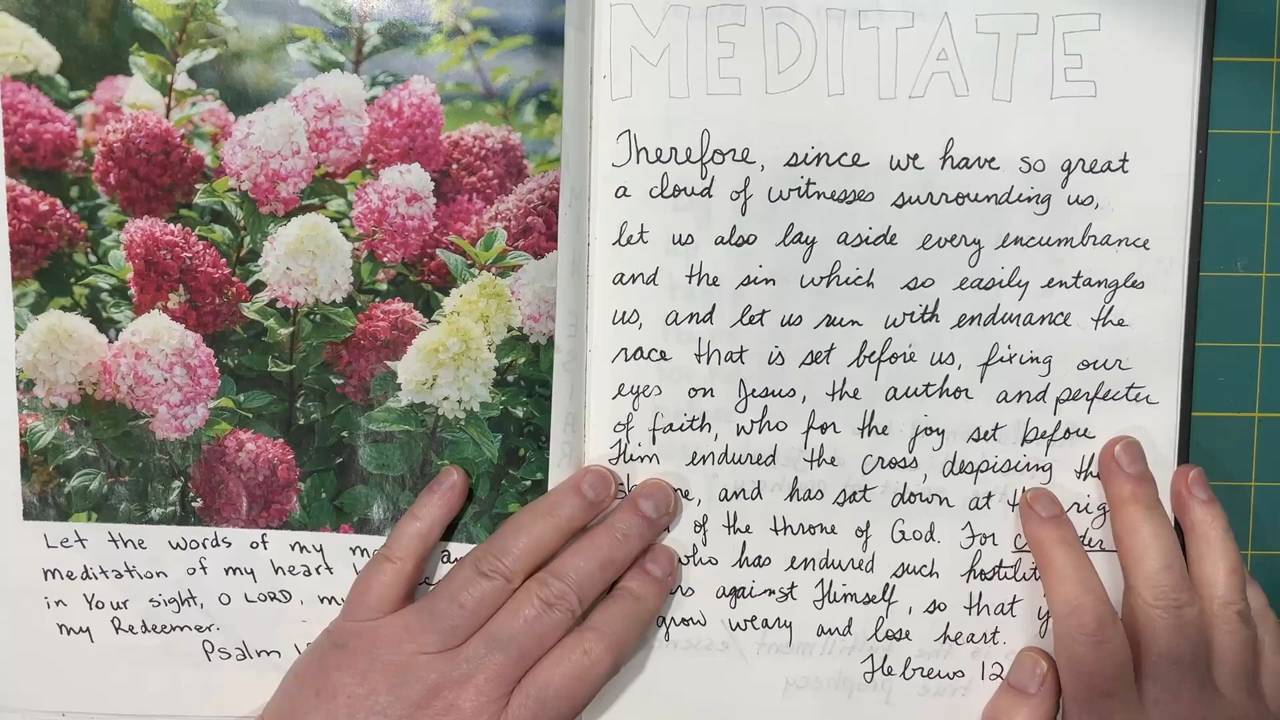 Let the words of my
meditation of my heart
in Your sight, O LORD,
my Redeemer.
Psalm
MEDITATE
Therefore, since we have so great
a cloud of witnesses surrounding us,
let us also lay aside every encumbrance
and the sin which so easily entangles
us, and let us run with endurance the
race that is set before us, fixing our
eyes on Jesus, the author and perfecter
of faith, who for the joy set before
Him endured the cross despising the
and has sat down at
of the throne of God. For
who has endured such
against Himself, so that
grow weary and lose heart.
Hebrews 12